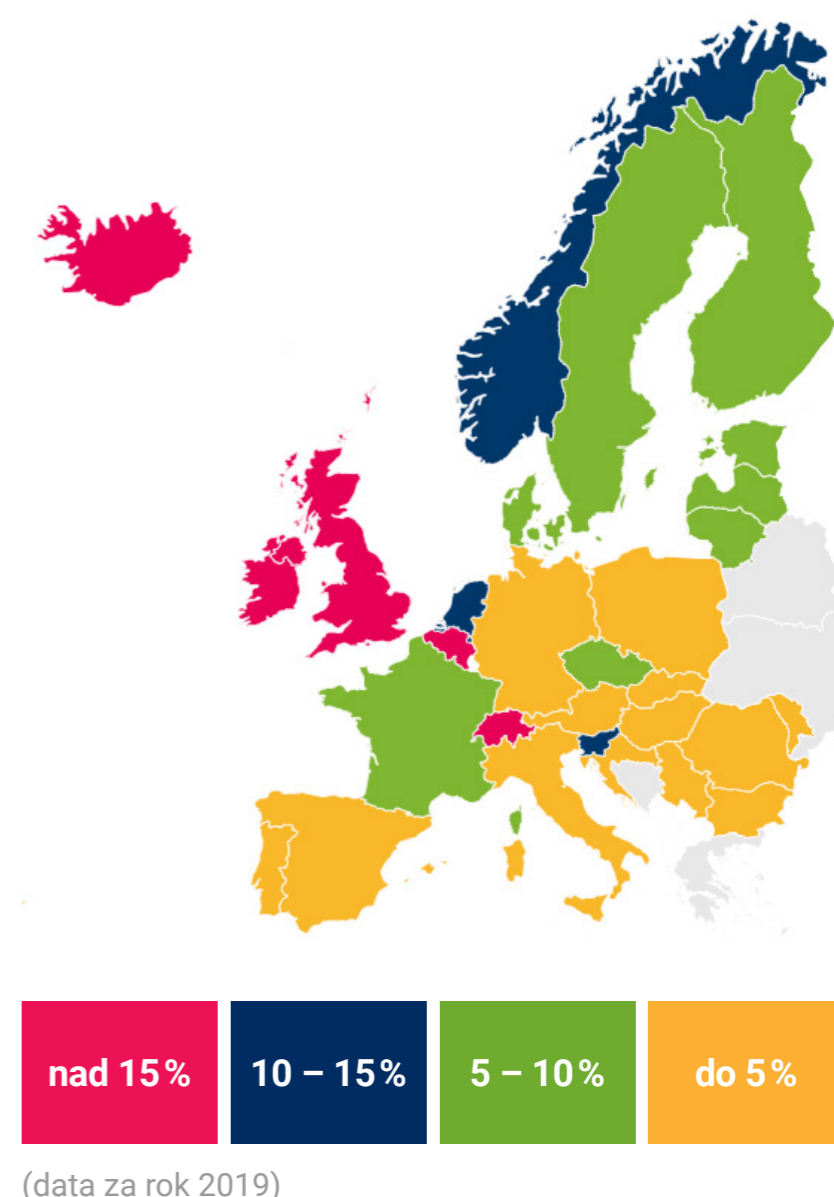 nad 15 %
10 – 15 %
5 – 10 %
do 5 %
(data za rok 2019)